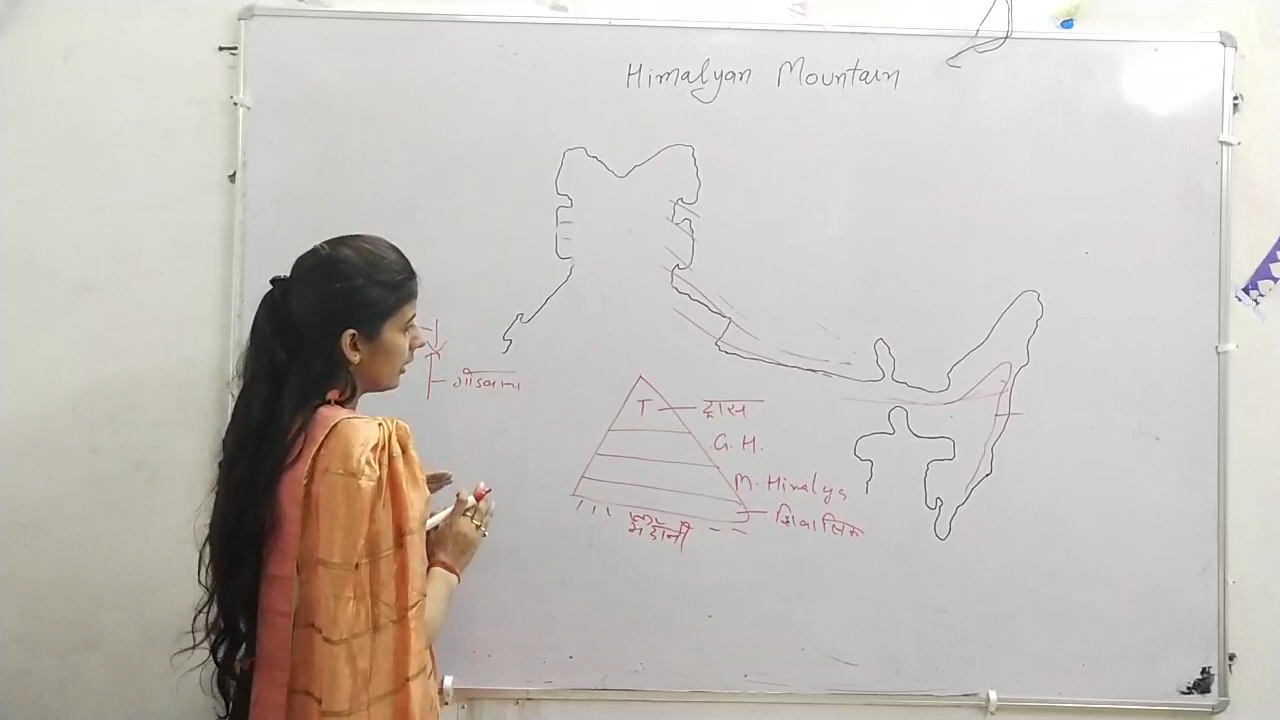 Himalyan Mountain
T ट्रास
G. H.
M. Himalya
शिवालिक
मैदानी